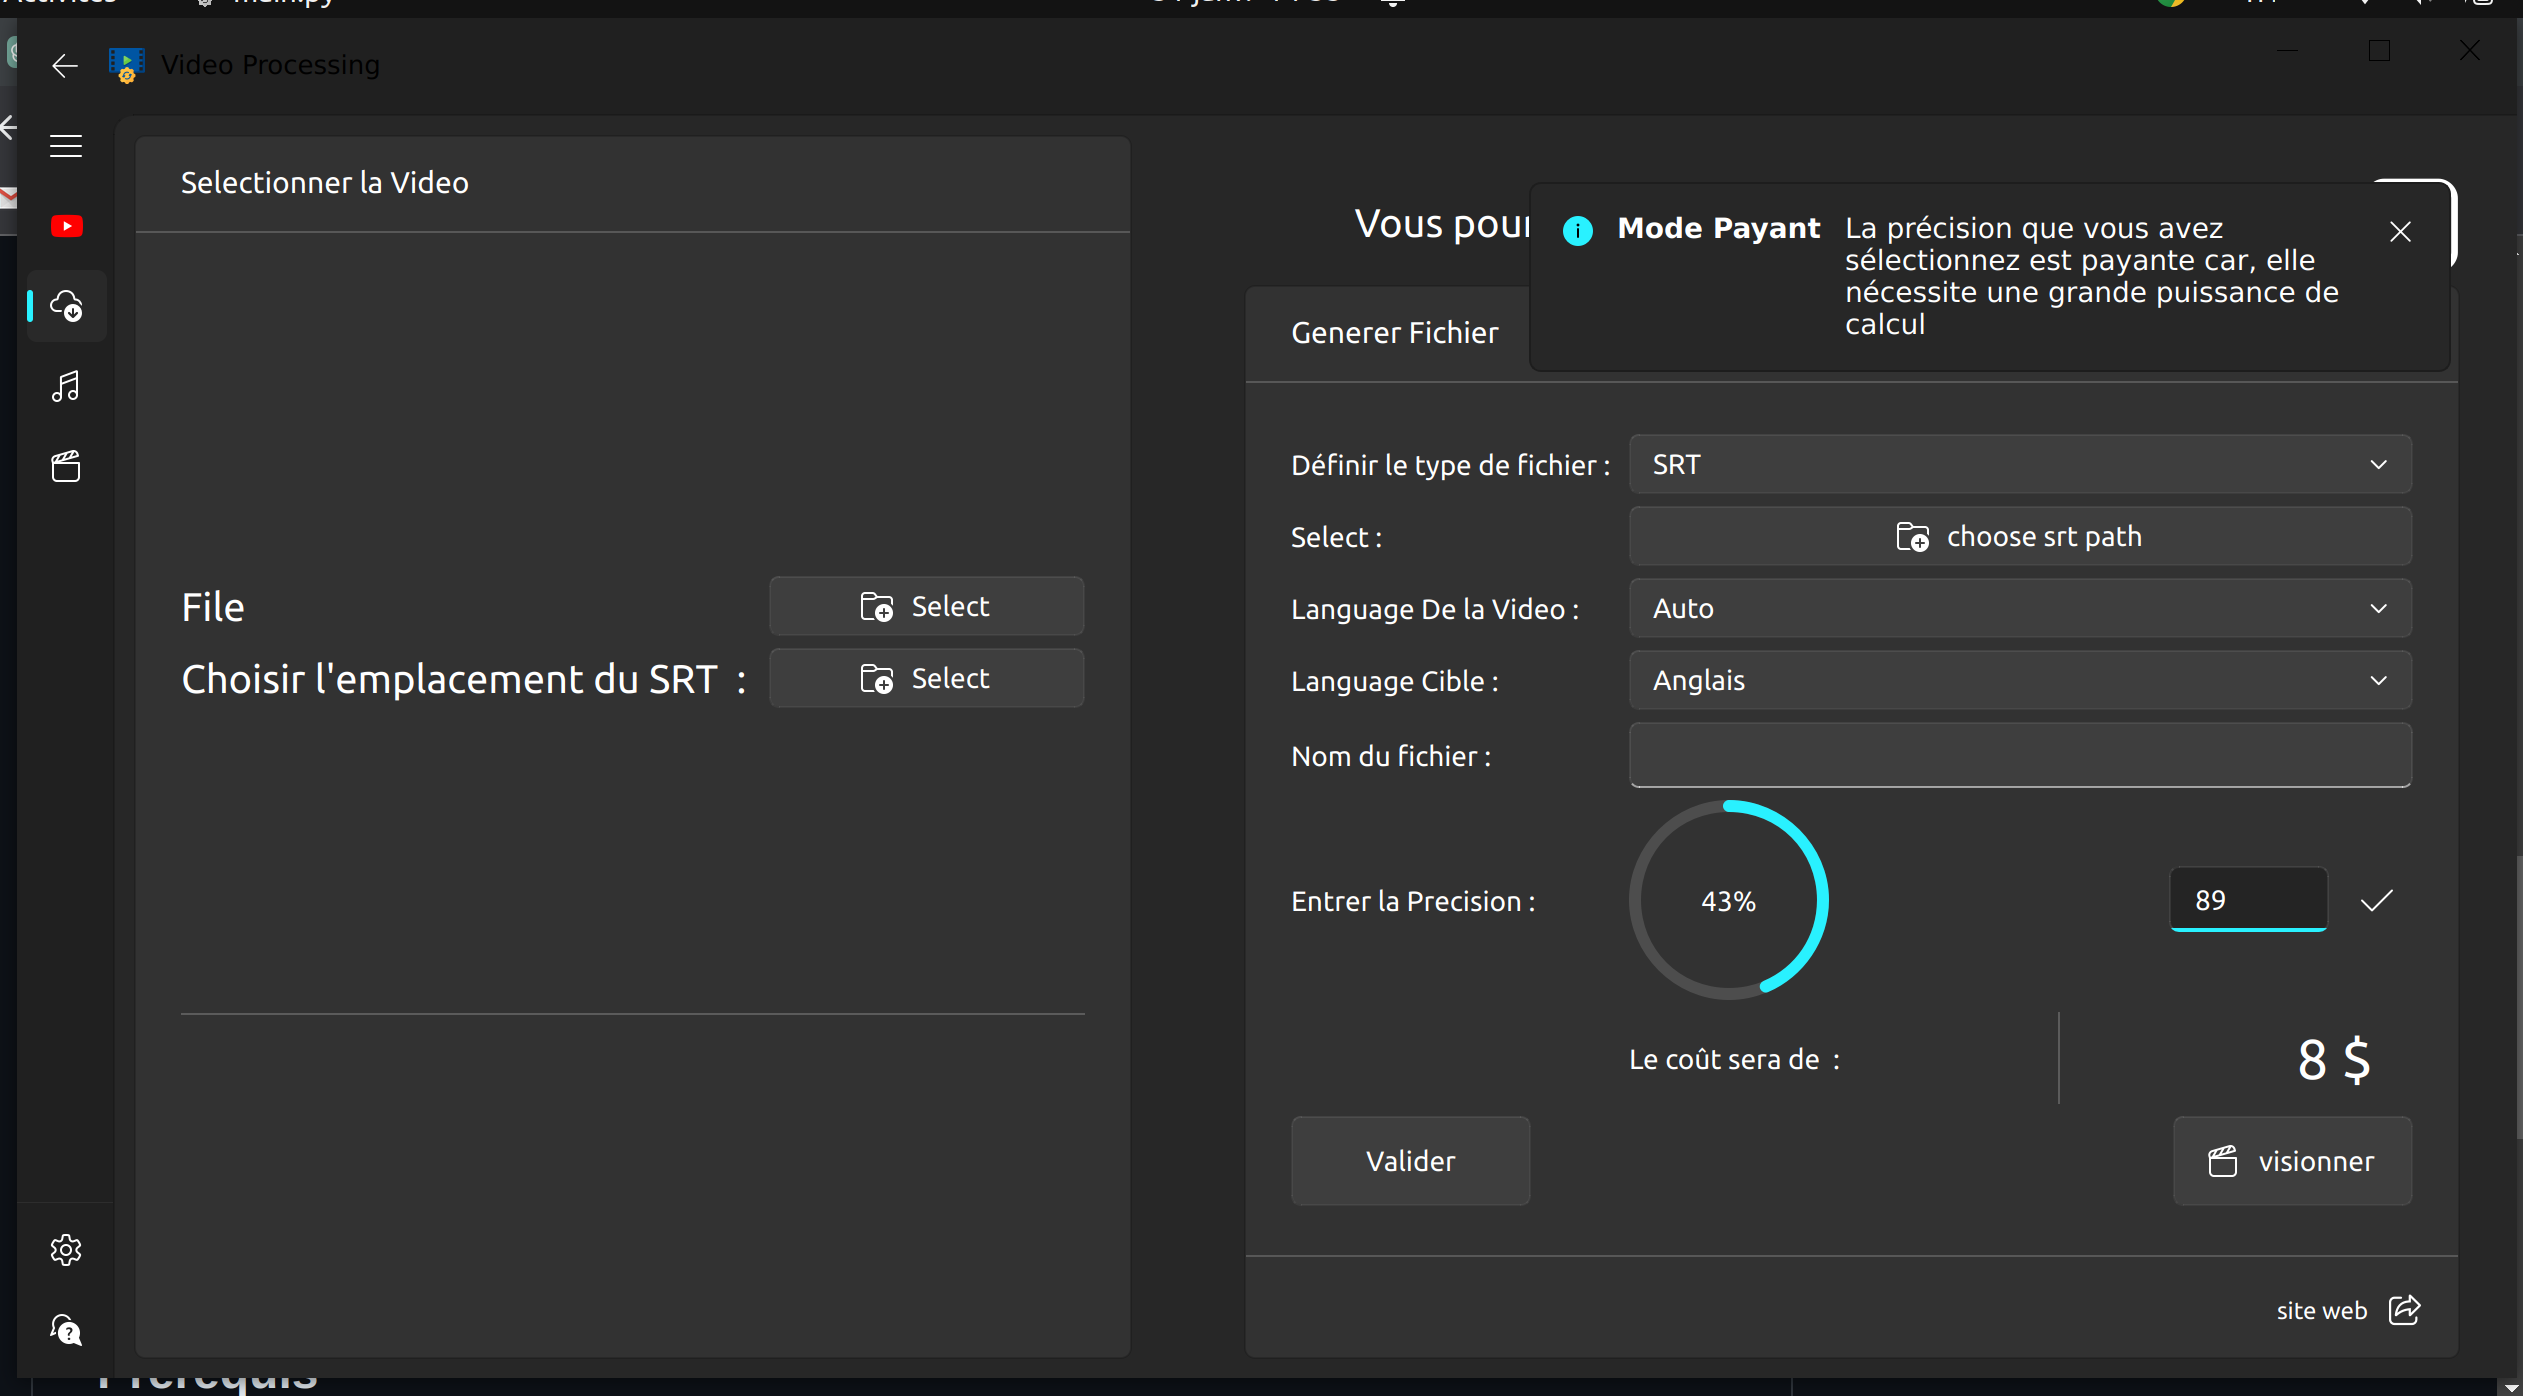 main.py
Video Processing
Selectionner la Video
Vous pour
Mode Payant
La précision que vous avez
sélectionnez est payante car, elle
nécessite une grande puissance de
calcul
Generer Fichier
Définir le type de fichier :
SRT
Select :
choose srt path
Language De la Video :
Auto
File
Select
Choisir l'emplacement du SRT :
Select
Language Cible :
Anglais
Nom du fichier :
Entrer la Precision :
43%
89
Le coût sera de :
8 $
Valider
visionner
site web